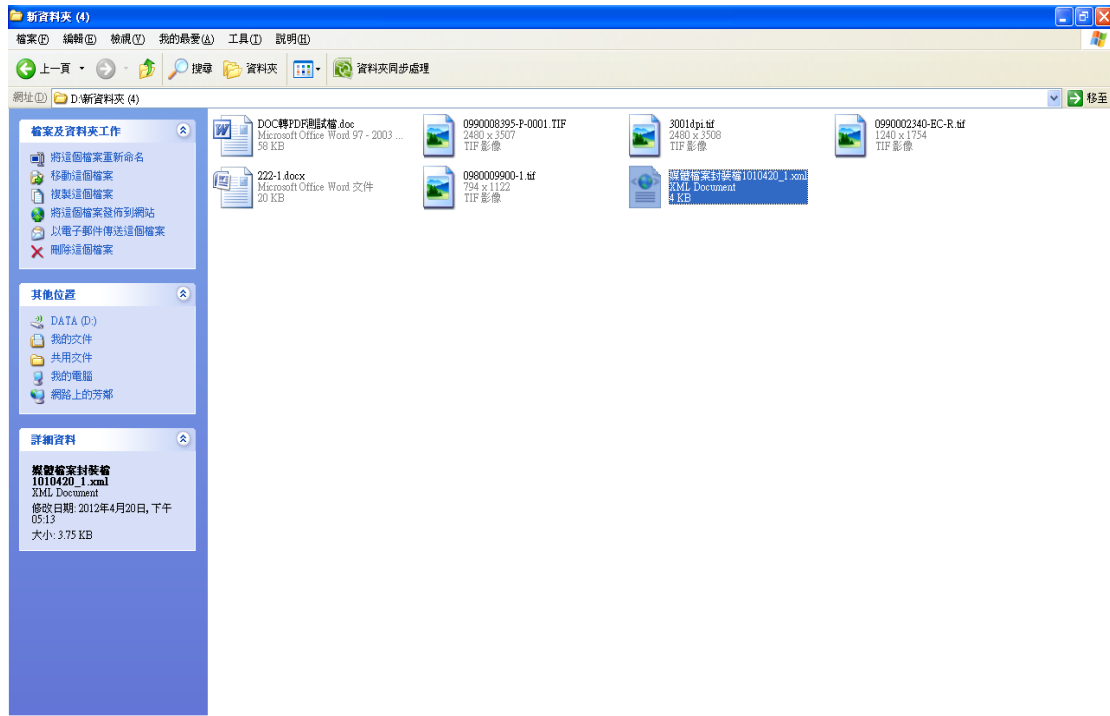 新資料夾 (4)
檔案(F) 編輯(E) 檢視(V) 我的最愛(A) 工具(T) 說明(H)
上一頁 搜尋 資料夾 資料夾同步處理
網址(D) D:\新資料夾 (4) 移至
檔案及資料夾工作
將這個檔案重新命名
移動這個檔案
複製這個檔案
將這個檔案發佈到網站
以電子郵件傳送這個檔案
刪除這個檔案
其他位置
DATA (D:)
我的文件
共用文件
我的電腦
網路上的芳鄰
詳細資料
媒體檔案封裝檔
1010420_1.xml
XML Document
修改日期: 2012年4月20日, 下午
05:13
大小: 3.75 KB
DOC轉PDF測試檔.doc
Microsoft Office Word 97 - 2003 ...
58 KB
0990008395-P-0001.TIF
2480 x 3507
TIF 影像
3001dpi.tif
2480 x 3508
TIF 影像
0990002340-EC-R.tif
1240 x 1754
TIF 影像
222-1.docx
Microsoft Office Word 文件
20 KB
0980009900-1.tif
794 x 1122
TIF 影像
媒體檔案封裝檔1010420_1.xml
XML Document
4 KB